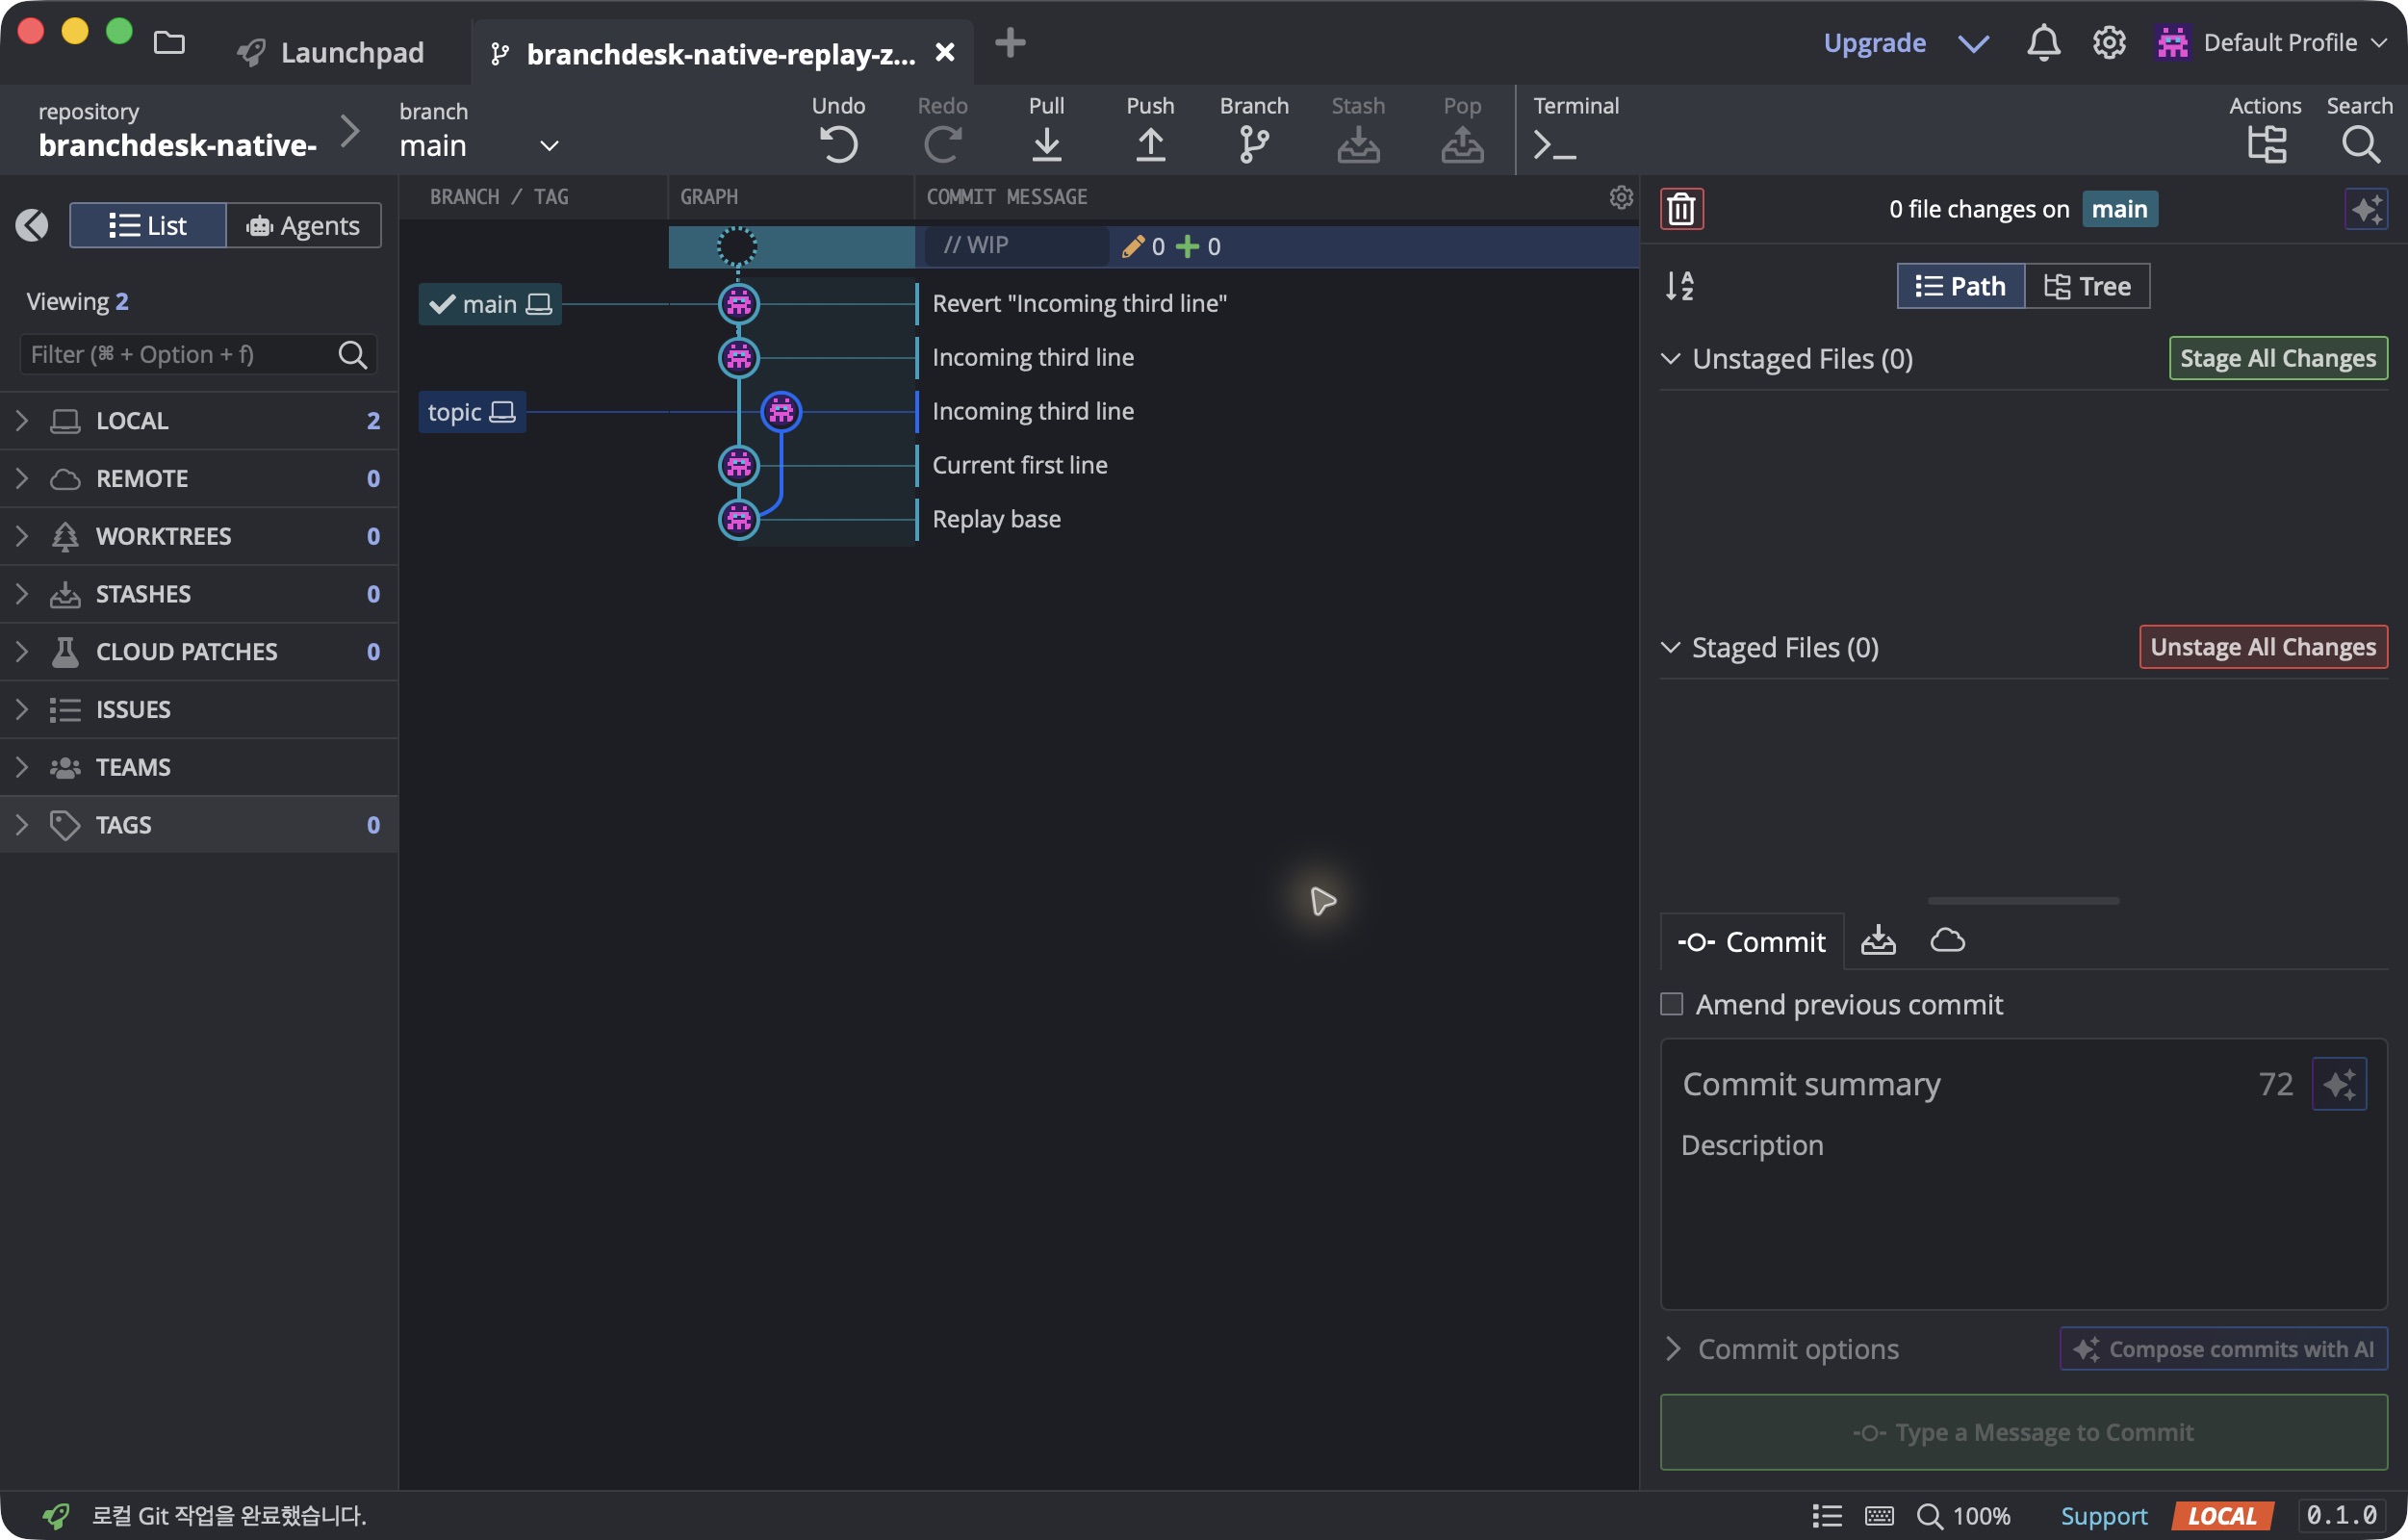 Launchpad
branchdesk-native-replay-z...
Upgrade
Default Profile
repository
branchdesk-native-
branch
main
Undo
Redo
Pull
Push
Branch
Stash
Pop
Terminal
Actions
Search
List
Agents
Viewing 2
Filter (⌘ + Option + f)
LOCAL 2
REMOTE 0
WORKTREES 0
STASHES 0
CLOUD PATCHES 0
ISSUES
TEAMS
TAGS 0
BRANCH / TAG
GRAPH
COMMIT MESSAGE
// WIP
0
0
main
Revert "Incoming third line"
Incoming third line
topic
Incoming third line
Current first line
Replay base
0 file changes on main
Path
Tree
Unstaged Files (0)
Stage All Changes
Staged Files (0)
Unstage All Changes
Commit
Amend previous commit
Commit summary
72
Description
Commit options
Compose commits with AI
Type a Message to Commit
로컬 Git 작업을 완료했습니다.
100%
Support
LOCAL
0.1.0